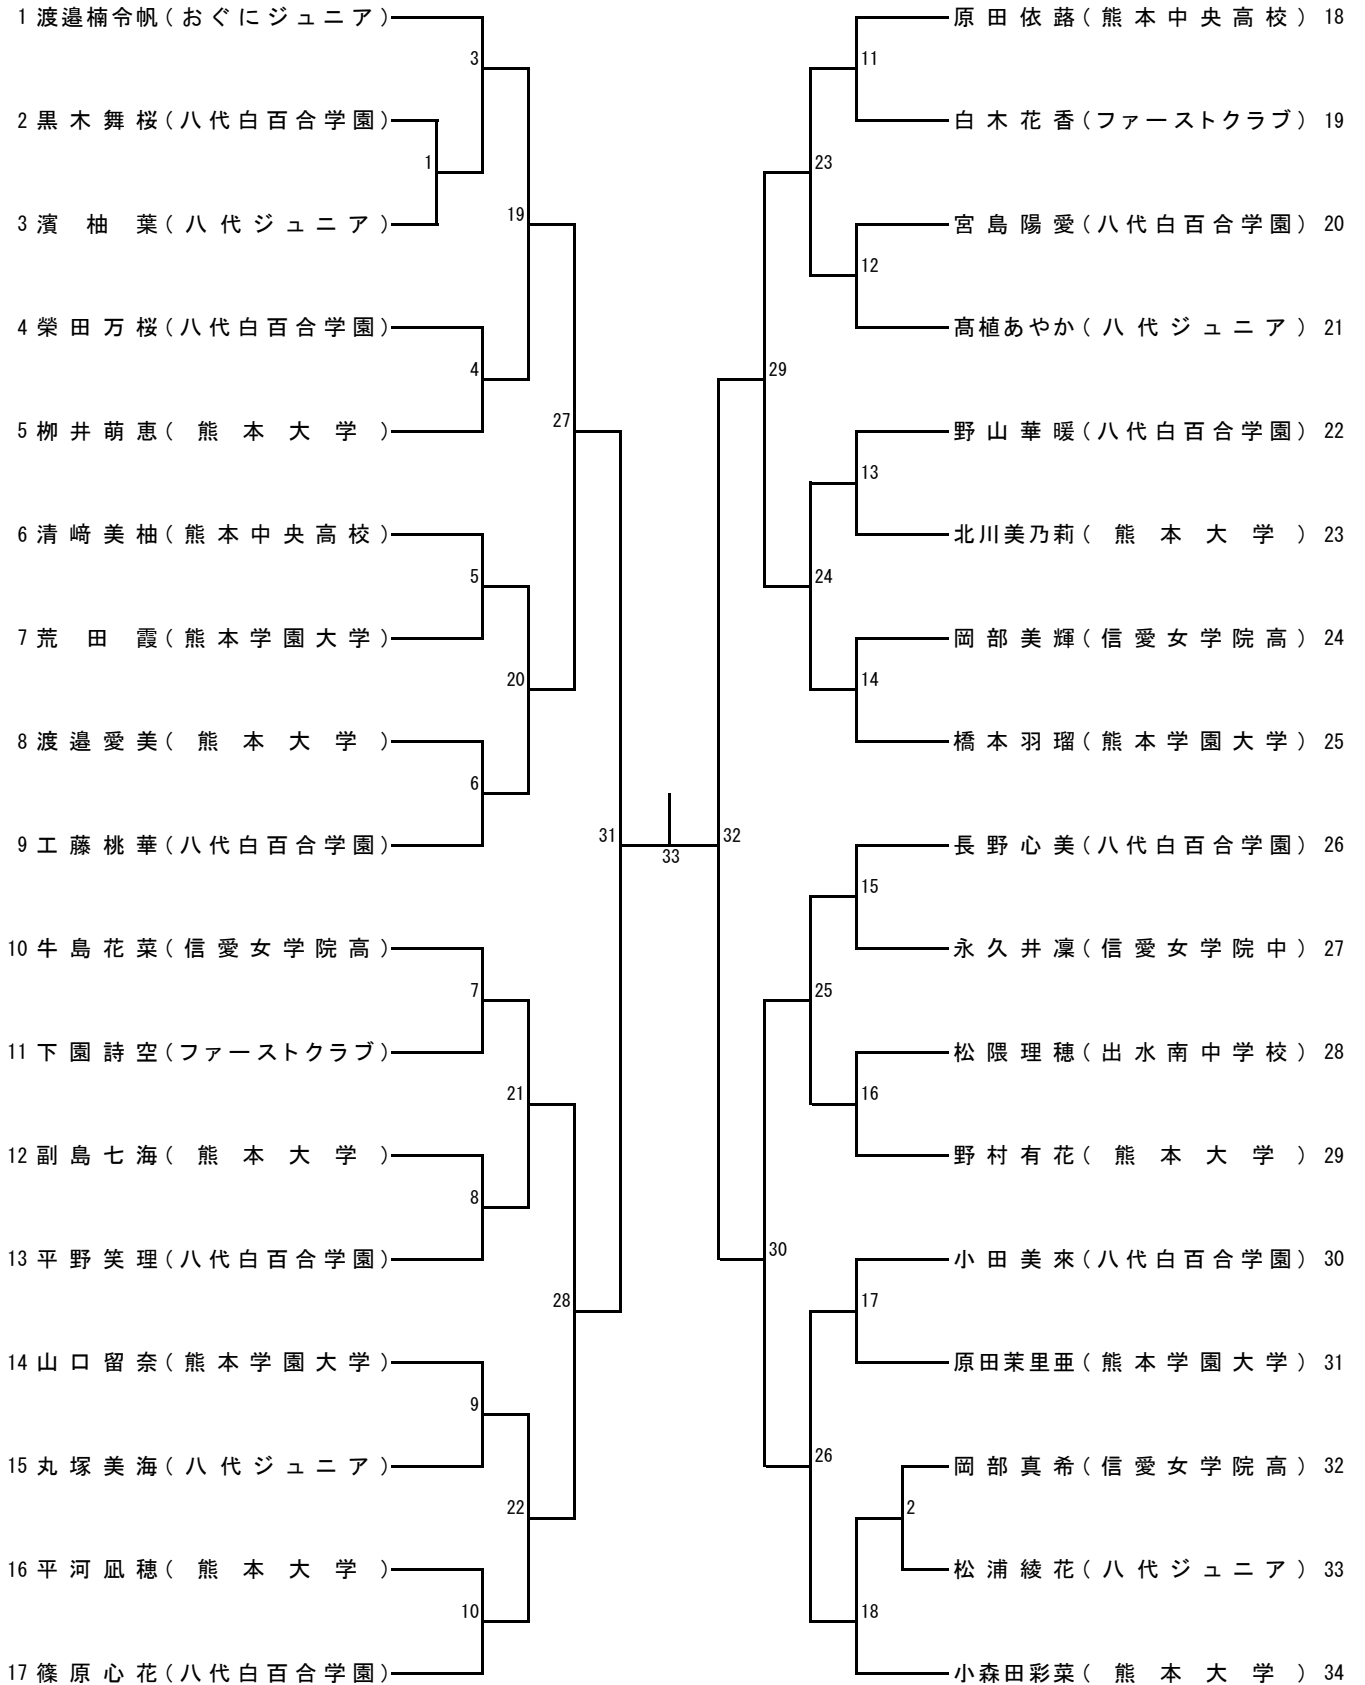 1 渡邉楠令帆(おぐにジュニア)
3
2 黒木舞桜(八代白百合学園)
1
3 濱柚葉(八代ジュニア)
19
4 榮田万桜(八代白百合学園)
4
5 栁井萌恵(熊本大学)
27
6 清﨑美柚(熊本中央高校)
5
7 荒田霞(熊本学園大学)
20
8 渡邉愛美(熊本大学)
6
9 工藤桃華(八代白百合学園)
31
10 牛島花菜(信愛女学院高)
7
11 下園詩空(ファーストクラブ)
21
12 副島七海(熊本大学)
8
13 平野笑理(八代白百合学園)
28
14 山口留奈(熊本学園大学)
9
15 丸塚美海(八代ジュニア)
22
16 平河凪穂(熊本大学)
10
17 篠原心花(八代白百合学園)
33
原田依蕗(熊本中央高校) 18
11
白木花香(ファーストクラブ) 19
23
宮島陽愛(八代白百合学園) 20
12
髙植あやか(八代ジュニア) 21
29
野山華暖(八代白百合学園) 22
13
北川美乃莉(熊本大学) 23
24
岡部美輝(信愛女学院高) 24
14
橋本羽瑠(熊本学園大学) 25
32
長野心美(八代白百合学園) 26
15
永久井凜(信愛女学院中) 27
25
松隈理穂(出水南中学校) 28
16
野村有花(熊本大学) 29
30
小田美來(八代白百合学園) 30
17
原田茉里亜(熊本学園大学) 31
26
岡部真希(信愛女学院高) 32
2
松浦綾花(八代ジュニア) 33
18
小森田彩菜(熊本大学) 34